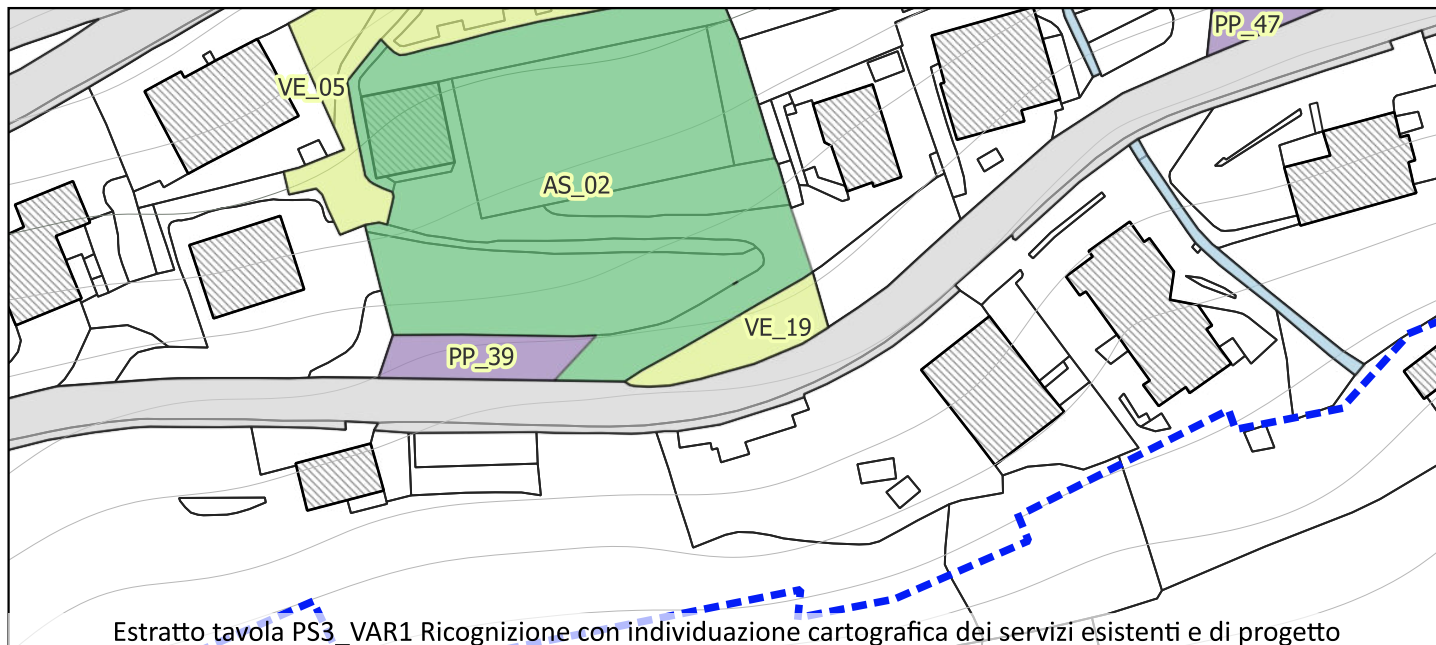 PP_47
VE_05
AS_02
VE_19
PP_39
Estratto tavola PS3_VAR1 Ricognizione con individuazione cartografica dei servizi esistenti e di progetto